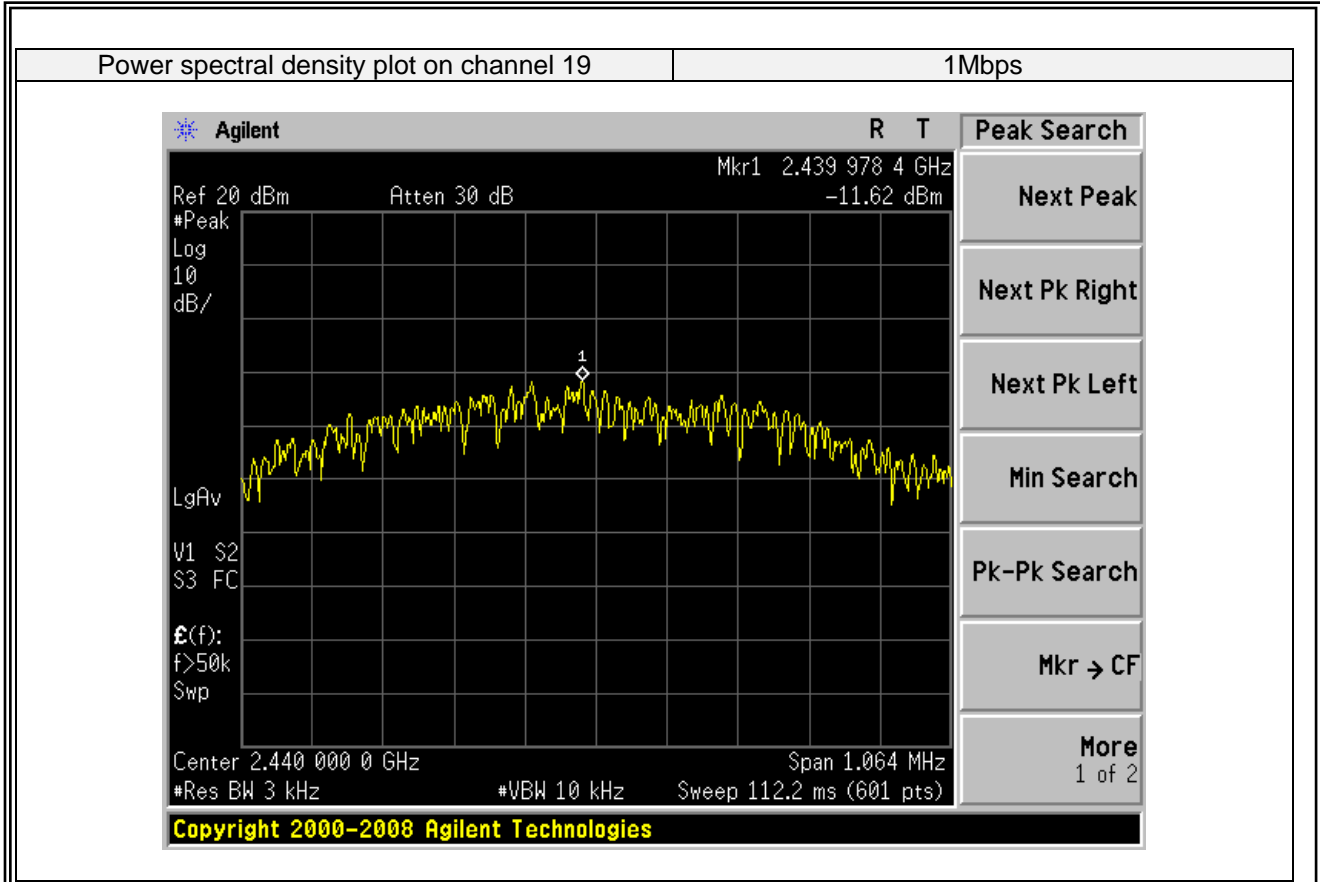 Power spectral density plot on channel 19 1Mbps
Agilent R T Peak Search
Mkr1 2.439 978 4 GHz
Ref 20 dBm Atten 30 dB -11.62 dBm
#Peak
Log
10
dB/
1
LgAv
V1 S2
S3 FC
£(f):
f>50k
Swp
Center 2.440 000 0 GHz Span 1.064 MHz
#Res BW 3 kHz #VBW 10 kHz Sweep 112.2 ms (601 pts)
Copyright 2000-2008 Agilent Technologies
Next Peak
Next Pk Right
Next Pk Left
Min Search
Pk-Pk Search
Mkr → CF
More
1 of 2